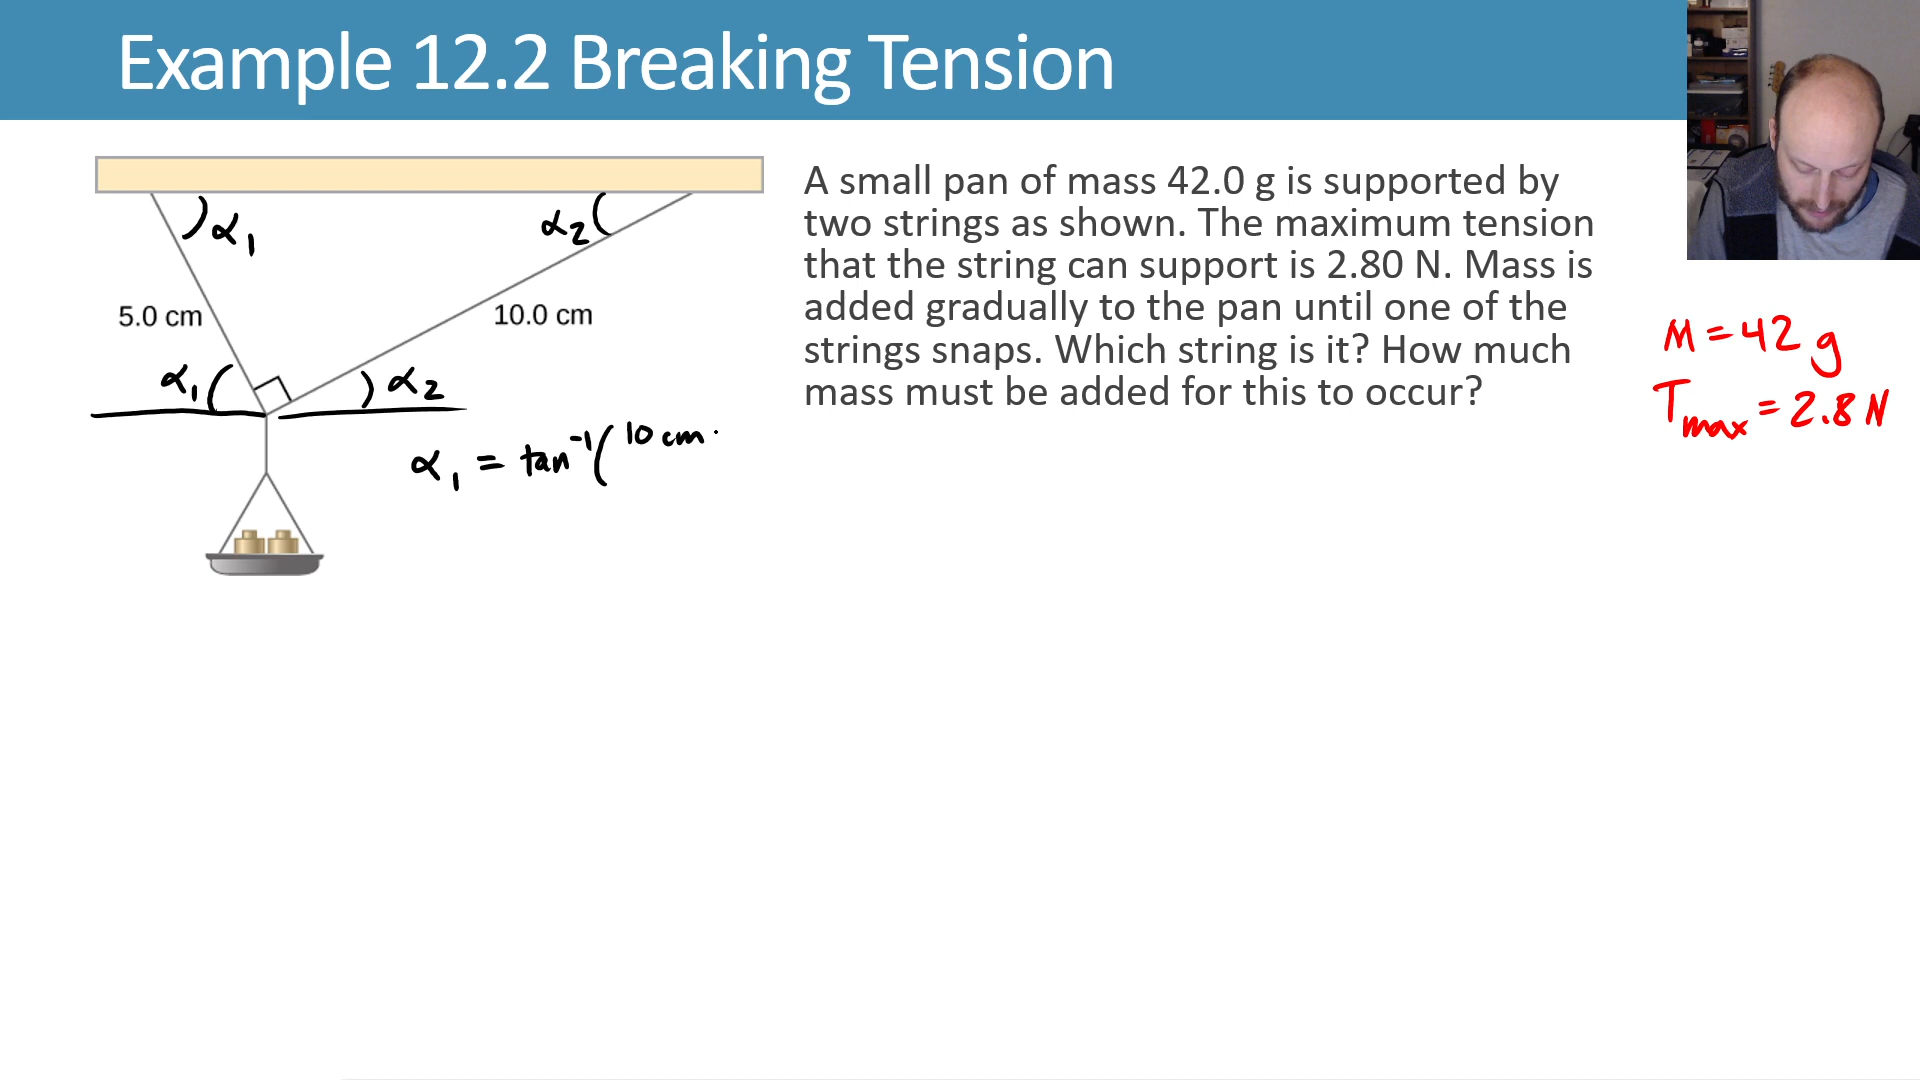 Example 12.2 Breaking Tension
A small pan of mass 42.0 g is supported by
two strings as shown. The maximum tension
that the string can support is 2.80 N. Mass is
added gradually to the pan until one of the
strings snaps. Which string is it? How much
mass must be added for this to occur?
α₁
α₂
5.0 cm
10.0 cm
α₁
α₂
α₁ = tan⁻¹( 10 cm
M = 42 g
Tmax = 2.8 N